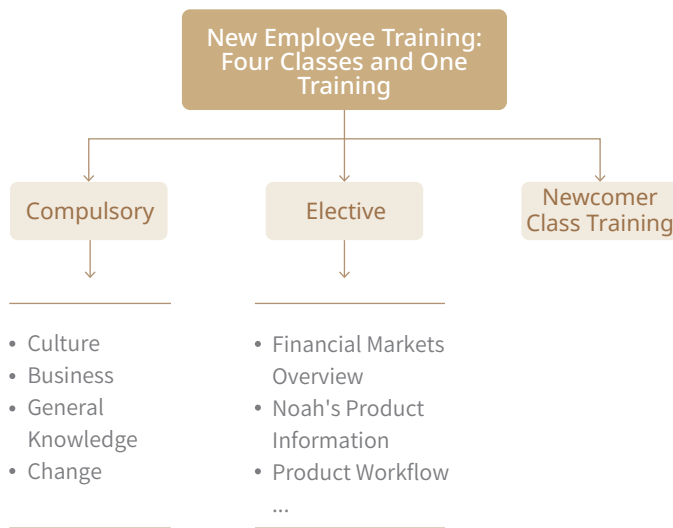 New Employee Training:
Four Classes and One
Training
Compulsory
Elective
Newcomer
Class Training
• Culture
• Business
• General
Knowledge
• Change
• Financial Markets
Overview
• Noah's Product
Information
• Product Workflow
...